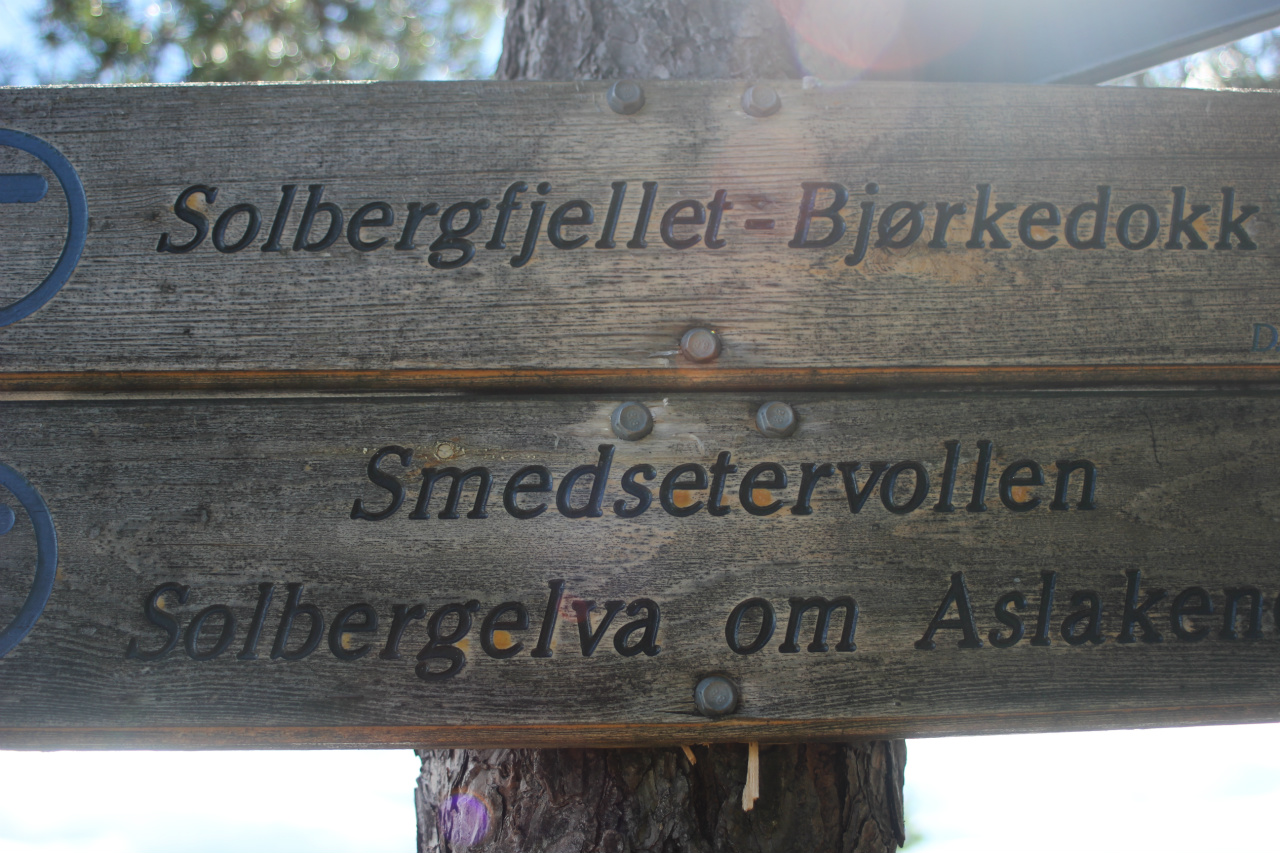 Solbergfjellet-Bjørkedokk
Smedsetervollen
Solbergelva om Aslaken